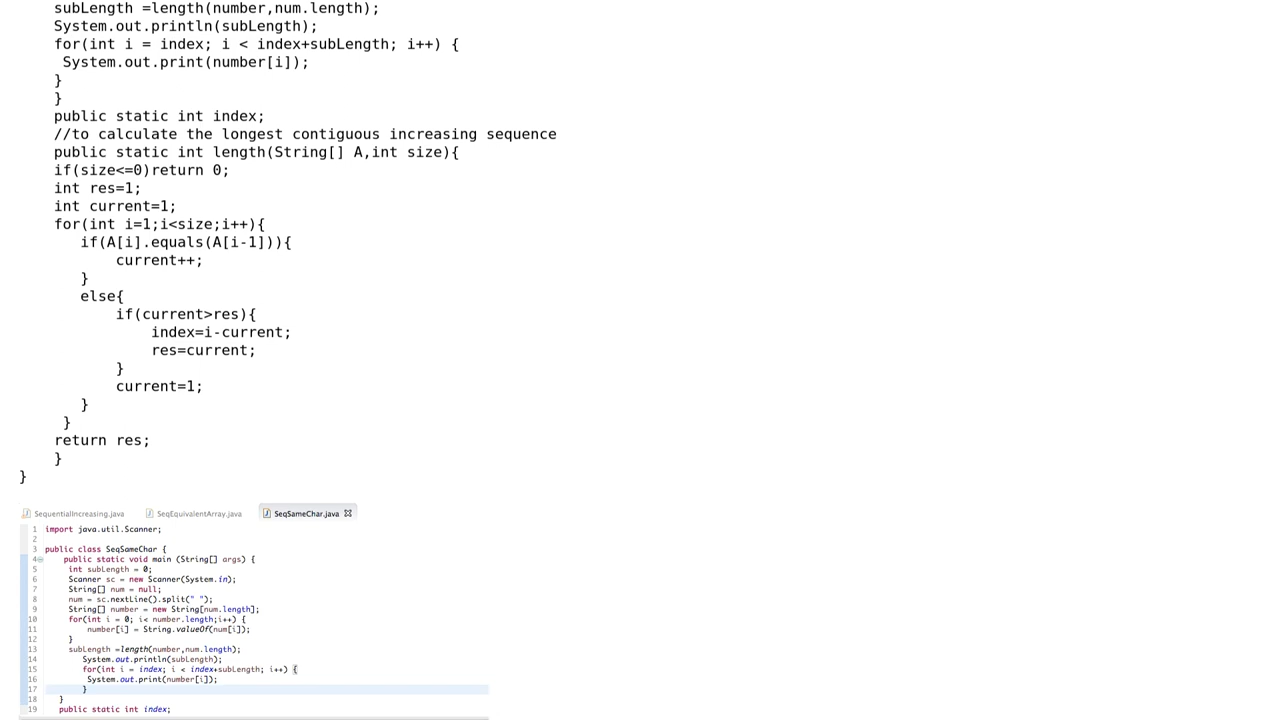 subLength =length(number,num.length);
System.out.println(subLength);
for(int i = index; i < index+subLength; i++) {
System.out.print(number[i]);
}
}
public static int index;
//to calculate the longest contiguous increasing sequence
public static int length(String[] A,int size){
if(size<=0)return 0;
int res=1;
int current=1;
for(int i=1;i<size;i++){
if(A[i].equals(A[i-1])){
current++;
}
else{
if(current>res){
index=i-current;
res=current;
}
current=1;
}
}
return res;
}
}
SequentialIncreasing.java SeqEquivalentArray.java SeqSameChar.java
1 import java.util.Scanner;
2
3 public class SeqSameChar {
4 public static void main (String[] args) {
5 int subLength = 0;
6 Scanner sc = new Scanner(System.in);
7 String[] num = null;
8 num = sc.nextLine().split(" ");
9 String[] number = new String[num.length];
10 for(int i = 0; i< number.length;i++) {
11 number[i] = String.valueOf(num[i]);
12 }
13 subLength =length(number,num.length);
14 System.out.println(subLength);
15 for(int i = index; i < index+subLength; i++) {
16 System.out.print(number[i]);
17 }
18 }
19 public static int index;